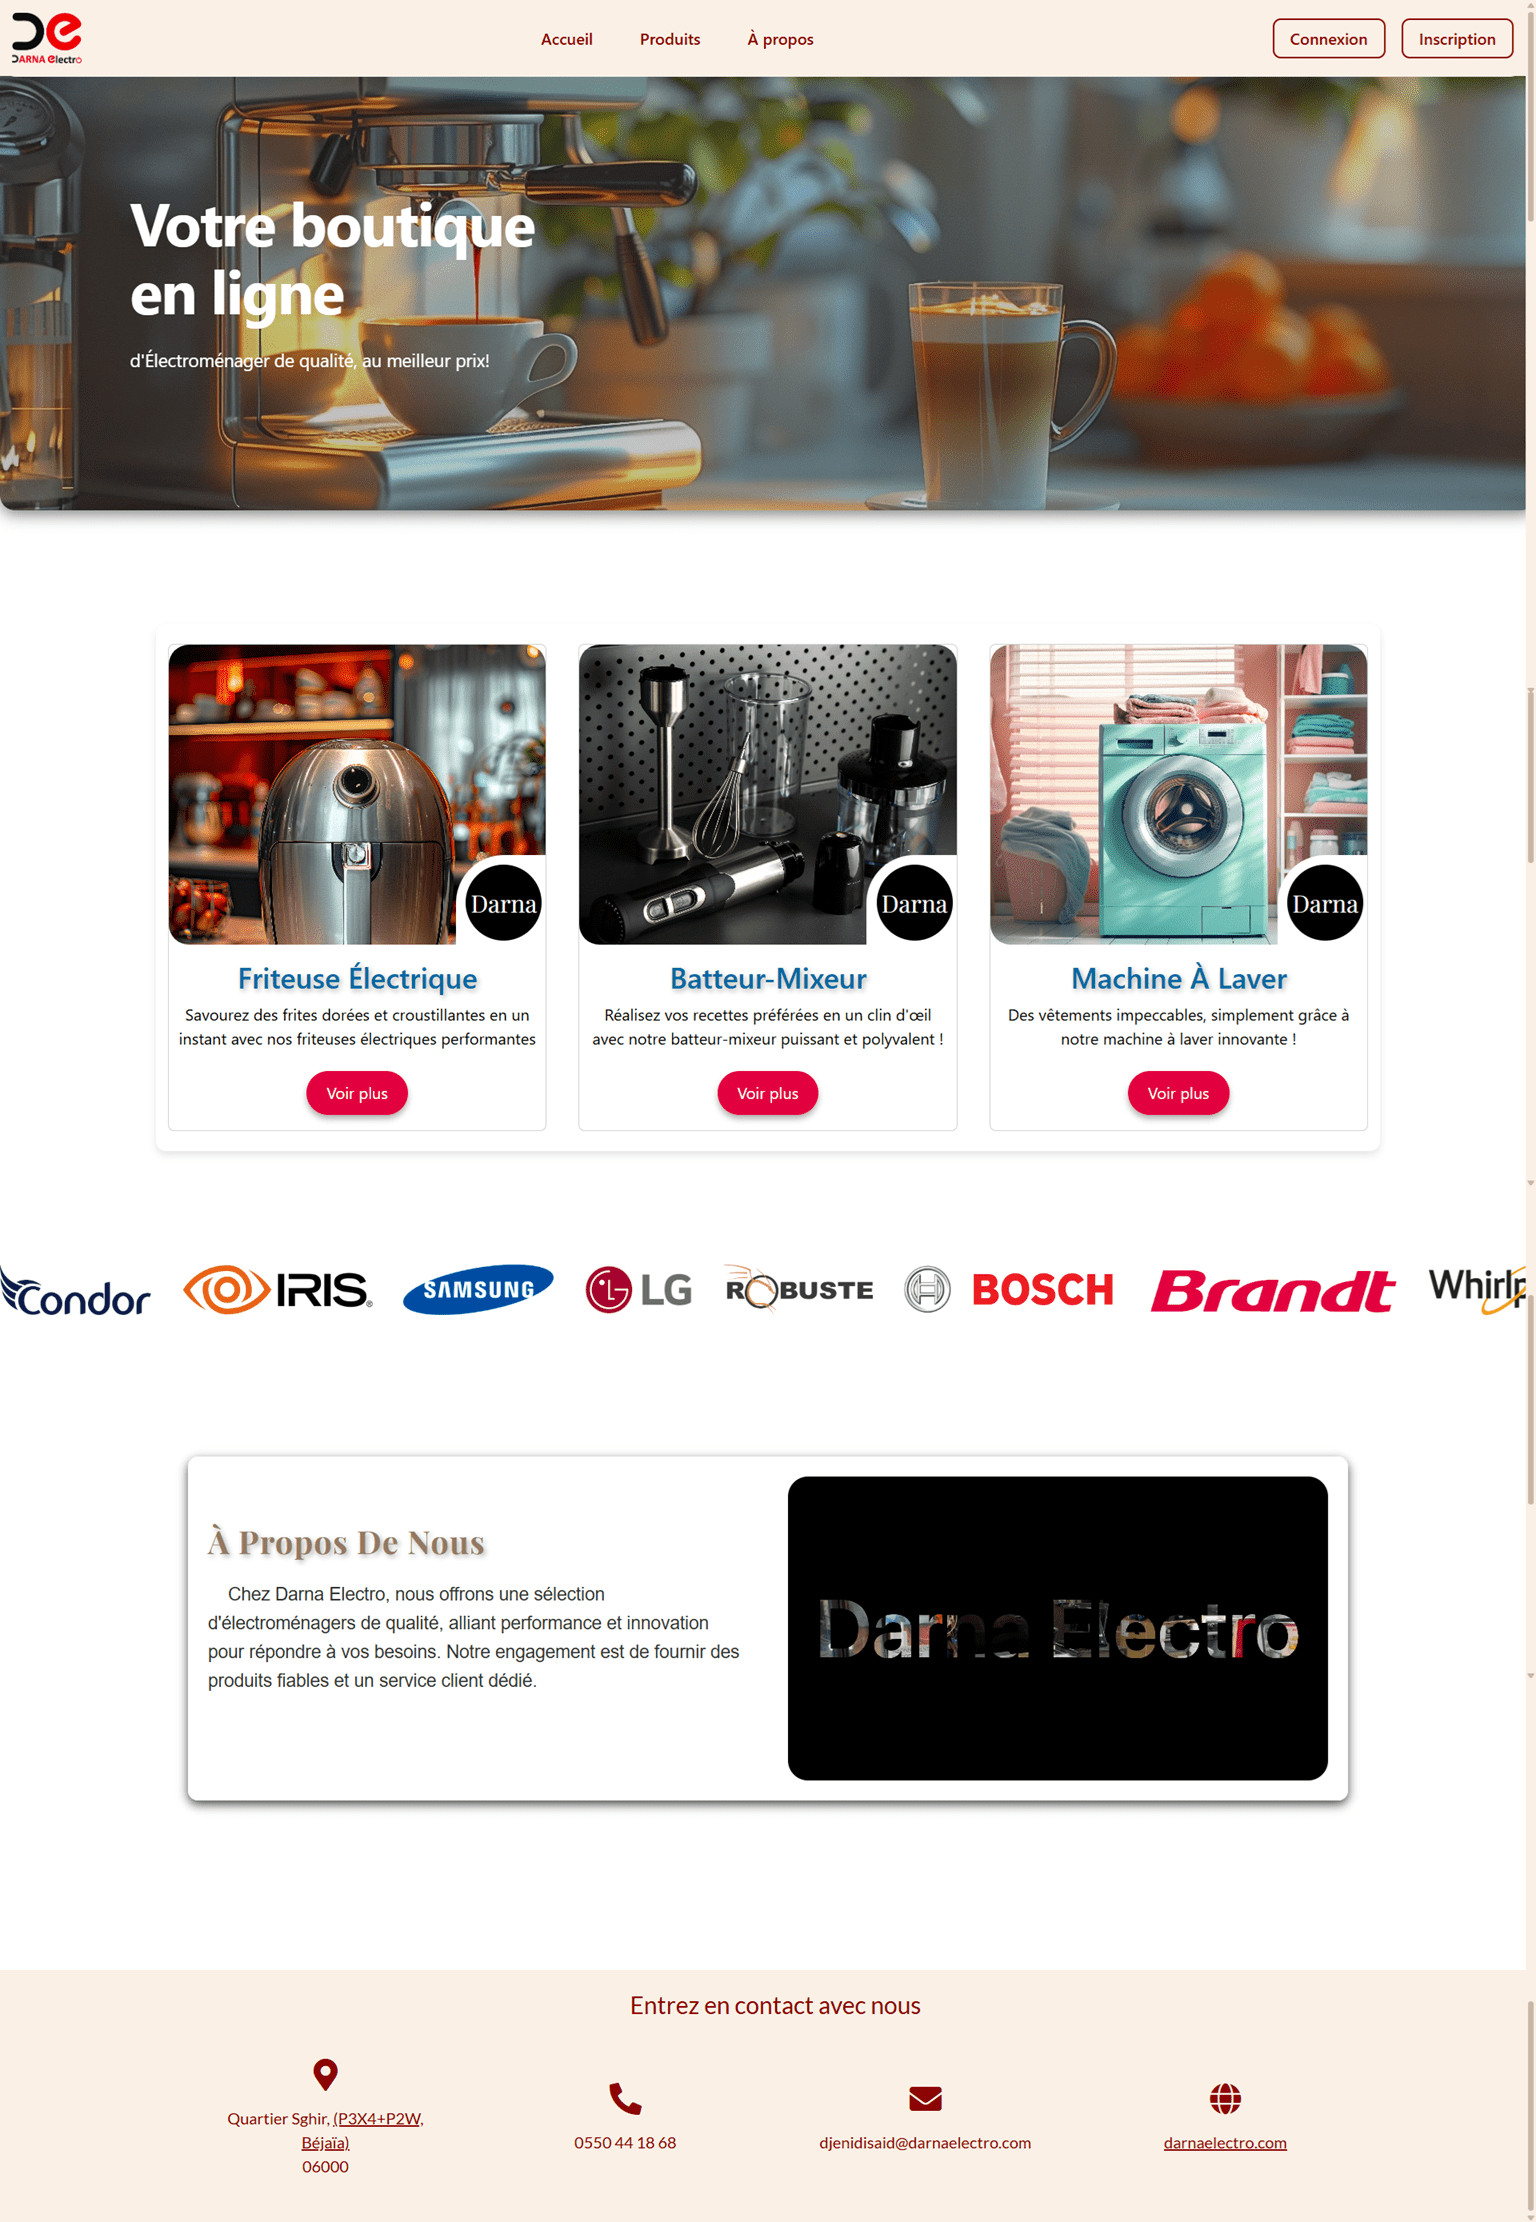 DARNA électro
Accueil
Produits
À propos
Connexion
Inscription
Votre boutique
en ligne
d'Électroménager de qualité, au meilleur prix!
Darna
Darna
Darna
Friteuse Électrique
Savourez des frites dorées et croustillantes en un
instant avec nos friteuses électriques performantes
Voir plus
Batteur-Mixeur
Réalisez vos recettes préférées en un clin d'œil
avec notre batteur-mixeur puissant et polyvalent !
Voir plus
Machine À Laver
Des vêtements impeccables, simplement grâce à
notre machine à laver innovante !
Voir plus
Condor
IRIS®
SAMSUNG
LG
ROBUSTE
BOSCH
Brandt
Whirlp
À Propos De Nous
Chez Darna Electro, nous offrons une sélection
d'électroménagers de qualité, alliant performance et innovation
pour répondre à vos besoins. Notre engagement est de fournir des
produits fiables et un service client dédié.
Darna Electro
Entrez en contact avec nous
Quartier Sghir, (P3X4+P2W,
Béjaïa)
06000
0550 44 18 68
djenidisaid@darnaelectro.com
darnaelectro.com